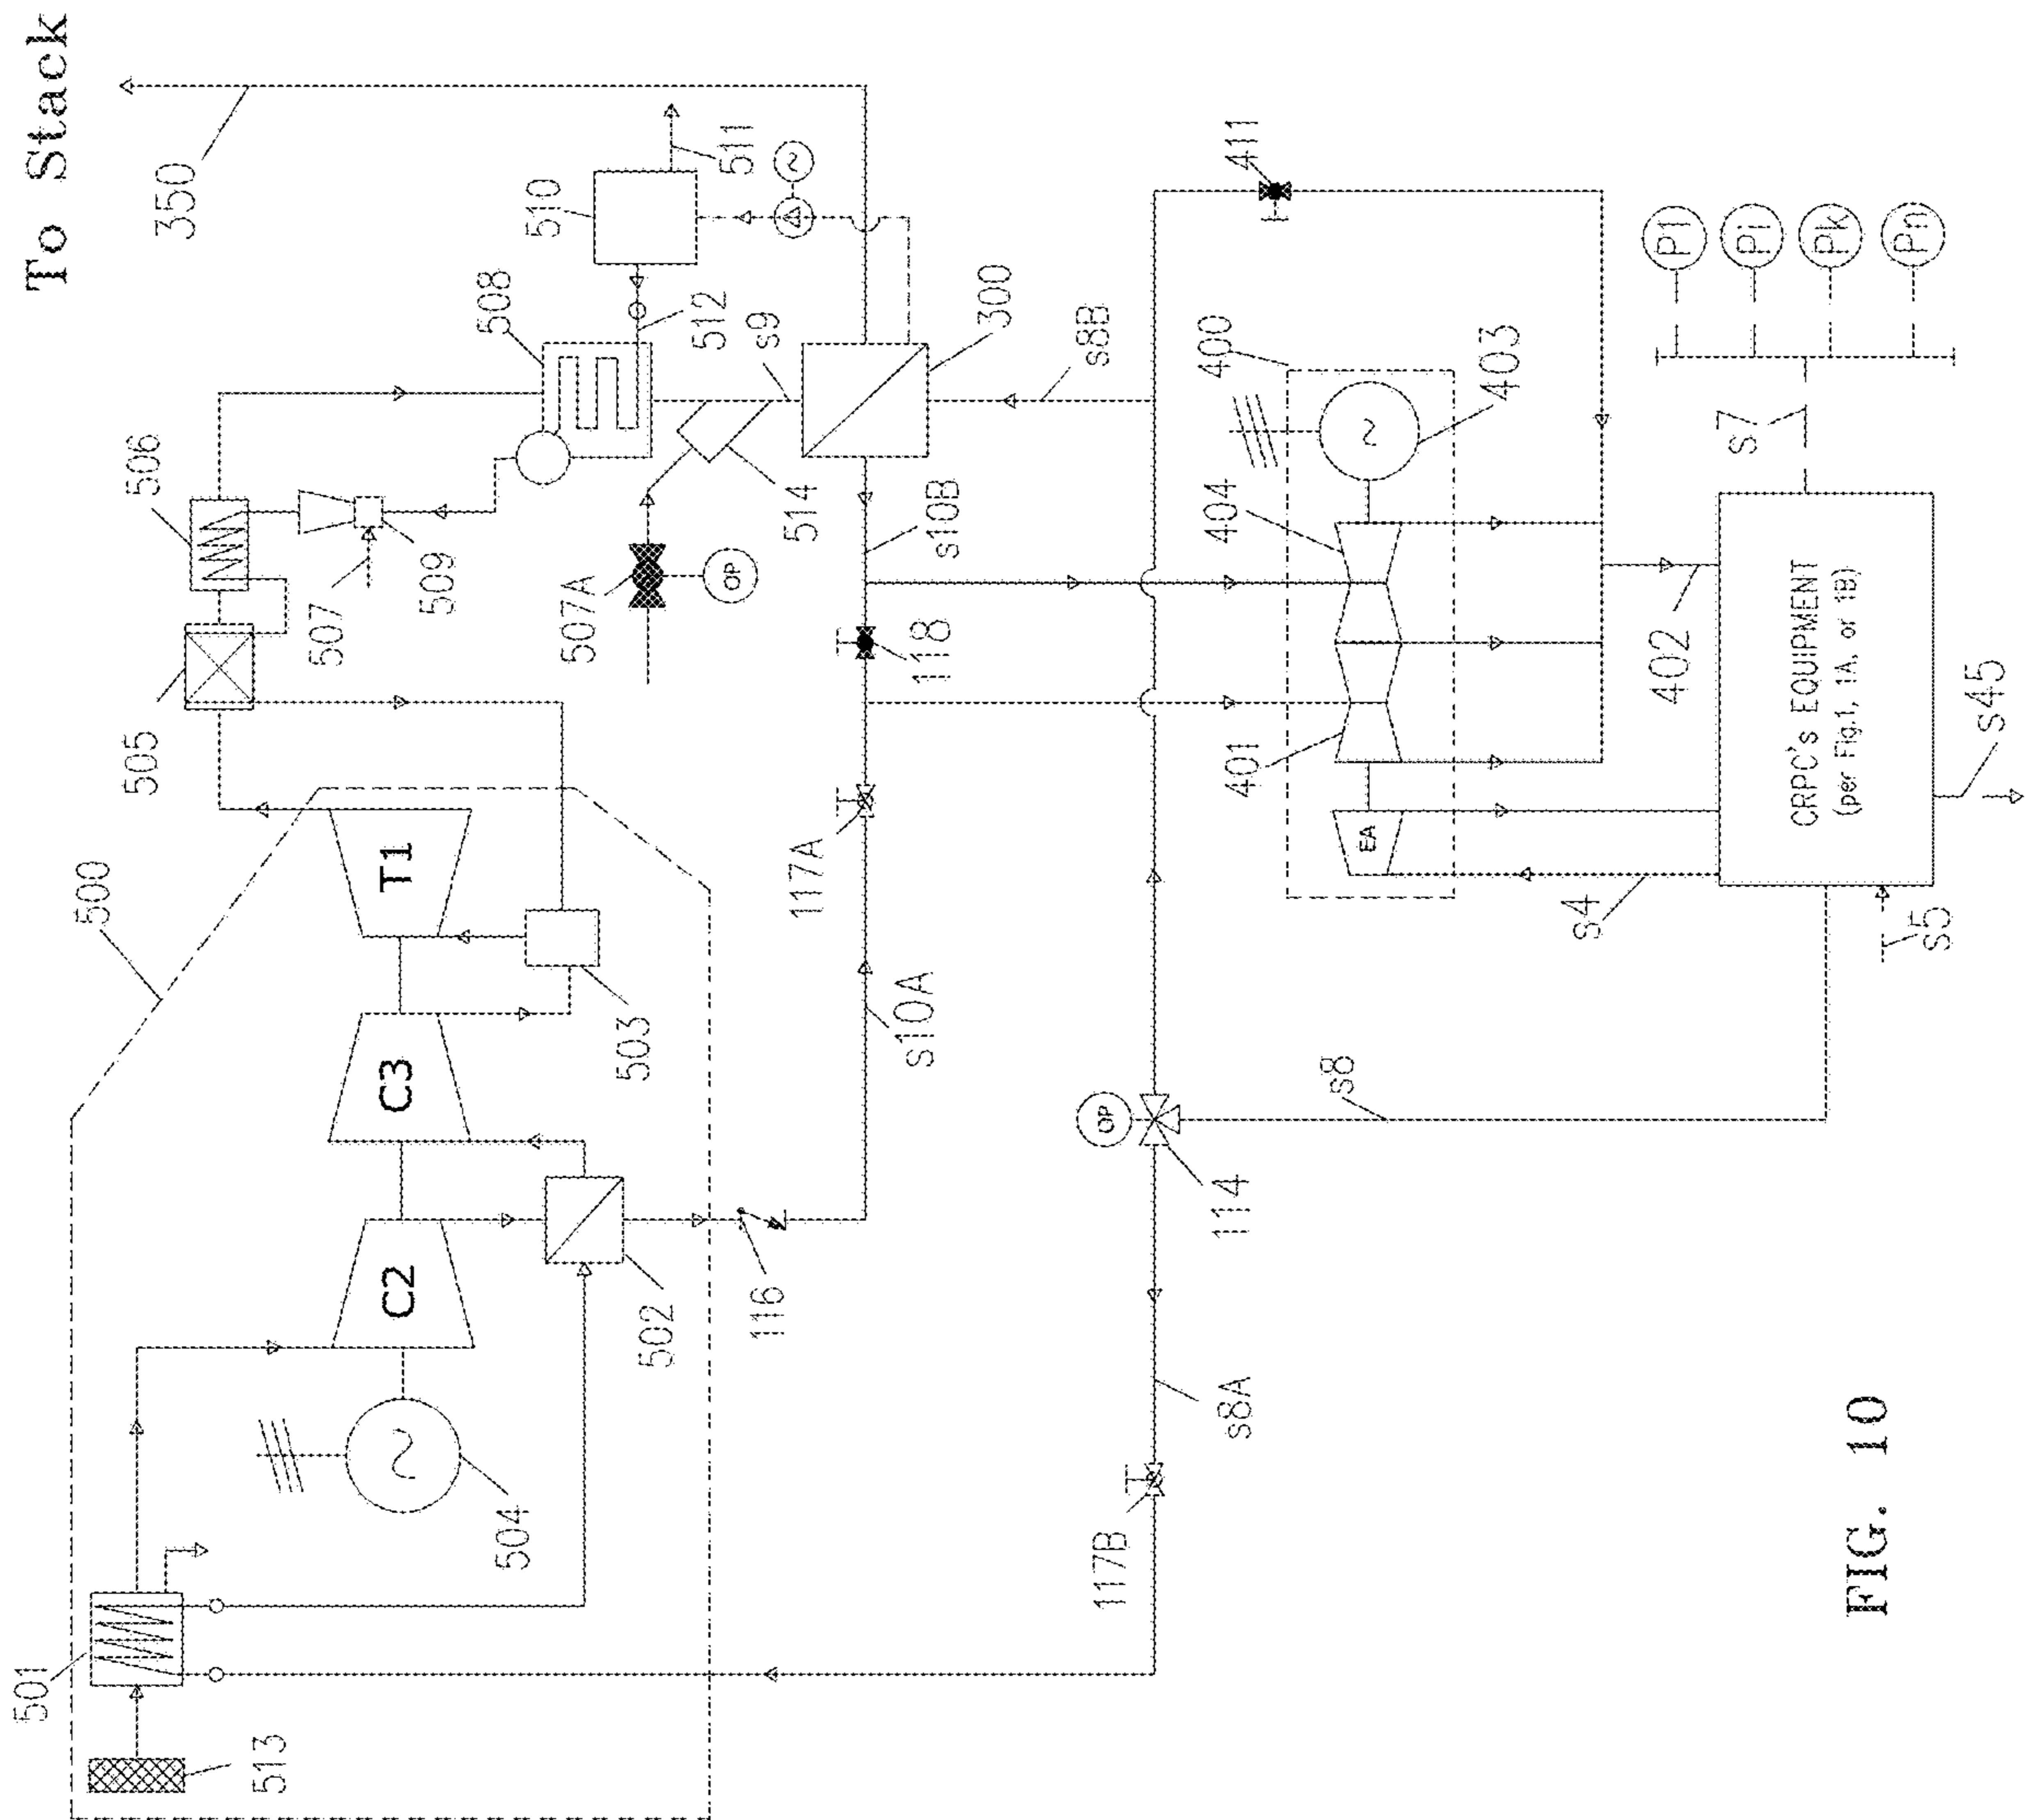 To Stack
350
511
510
508
512
s9
506
507
509
507A
OP
514
505
500
T1
C3
503
C2
502
504
501
513
116
s10A
117A
118
s10B
300
s8B
411
400
403
404
401
EA
402
s4
s5
s45
s7
P1
Pi
Pk
Pn
CRPC's EQUIPMENT
(per Fig.1, 1A, or 1B)
OP
114
s8
s8A
117B
FIG. 10